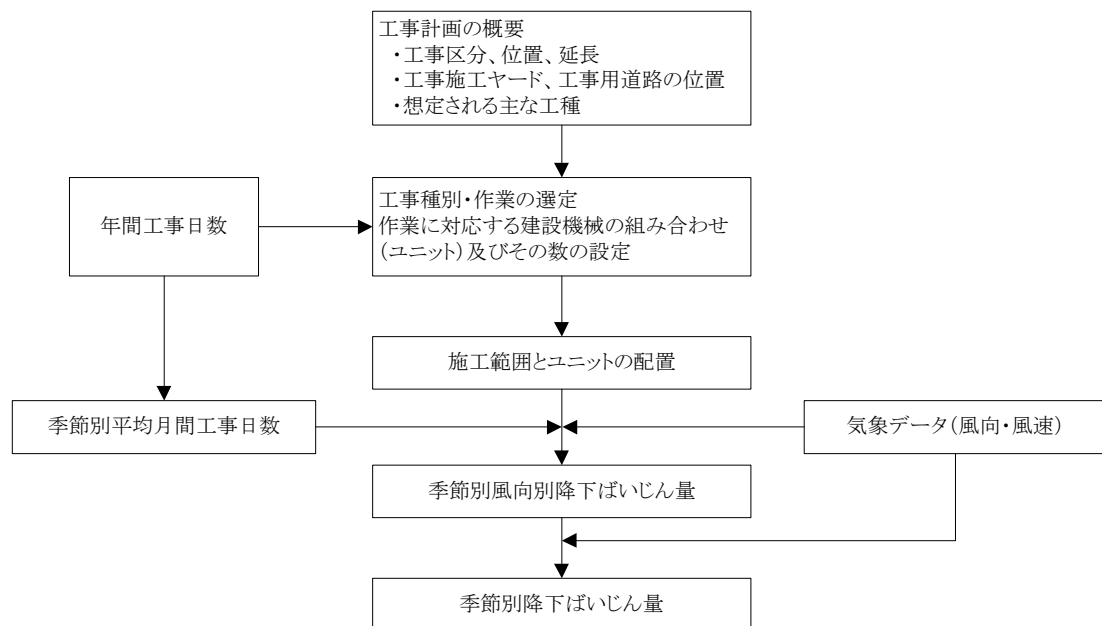 工事計画の概要
・工事区分、位置、延長
・工事施工ヤード、工事用道路の位置
・想定される主な工種
年間工事日数
工事種別・作業の選定
作業に対応する建設機械の組み合わせ
(ユニット)及びその数の設定
施工範囲とユニットの配置
季節別平均月間工事日数
気象データ(風向・風速)
季節別風向別降下ばいじん量
季節別降下ばいじん量